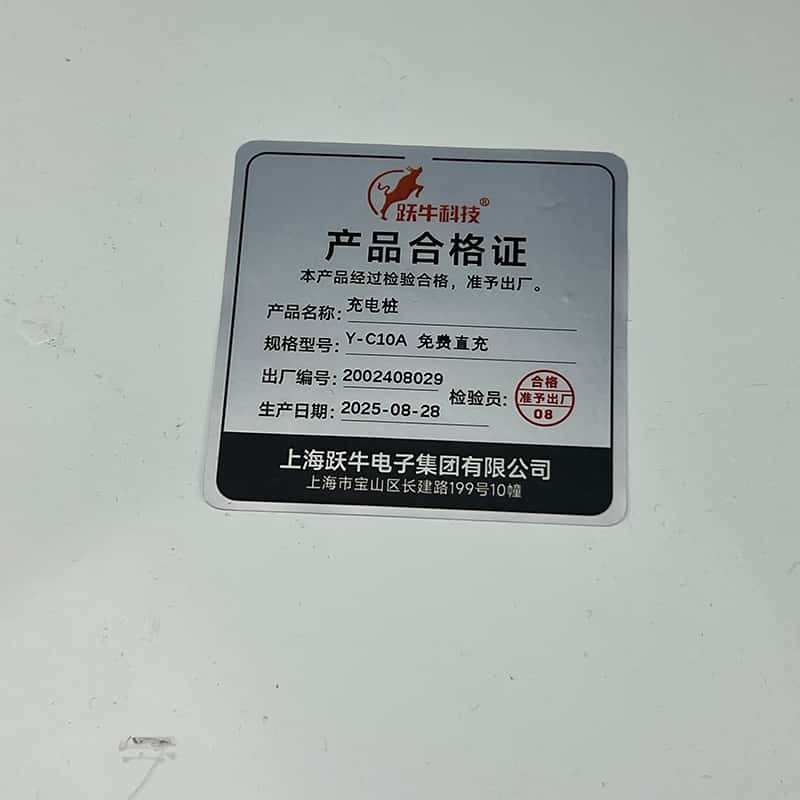 跃牛科技®
产品合格证
本产品经过检验合格，准予出厂。
产品名称：充电桩
规格型号：Y-C10A 免费直充
出厂编号：2002408029
检验员：
合格
准予出厂
08
生产日期：2025-08-28
上海跃牛电子集团有限公司
上海市宝山区长建路199号10幢